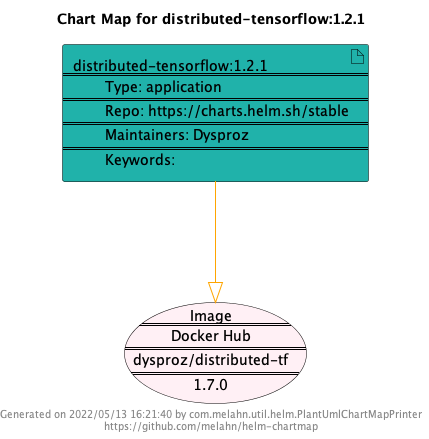 Chart Map for distributed-tensorflow:1.2.1
distributed-tensorflow:1.2.1
Type: application
Repo: https://charts.helm.sh/stable
Maintainers: Dysproz
Keywords:
Image
Docker Hub
dysproz/distributed-tf
1.7.0
Generated on 2022/05/13 16:21:40 by com.melahn.util.helm.PlantUmlChartMapPrinter
https://github.com/melahn/helm-chartmap